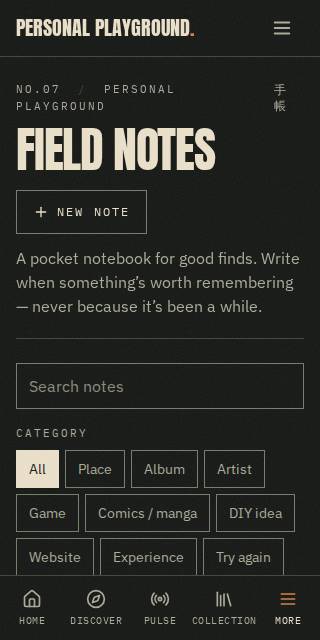 PERSONAL PLAYGROUND.
NO.07 / PERSONAL PLAYGROUND
手帳
FIELD NOTES
+ NEW NOTE
A pocket notebook for good finds. Write
when something’s worth remembering
— never because it’s been a while.
Search notes
CATEGORY
All Place Album Artist
Game Comics / manga DIY idea
Website Experience Try again
HOME DISCOVER PULSE COLLECTION MORE